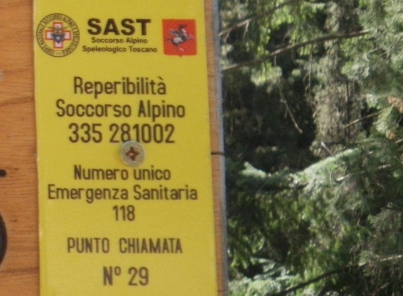 SAST
Soccorso Alpino
Speleologico Toscano
Reperibilità
Soccorso Alpino
335 281002
Numero unico
Emergenza Sanitaria
118
PUNTO CHIAMATA
N° 29